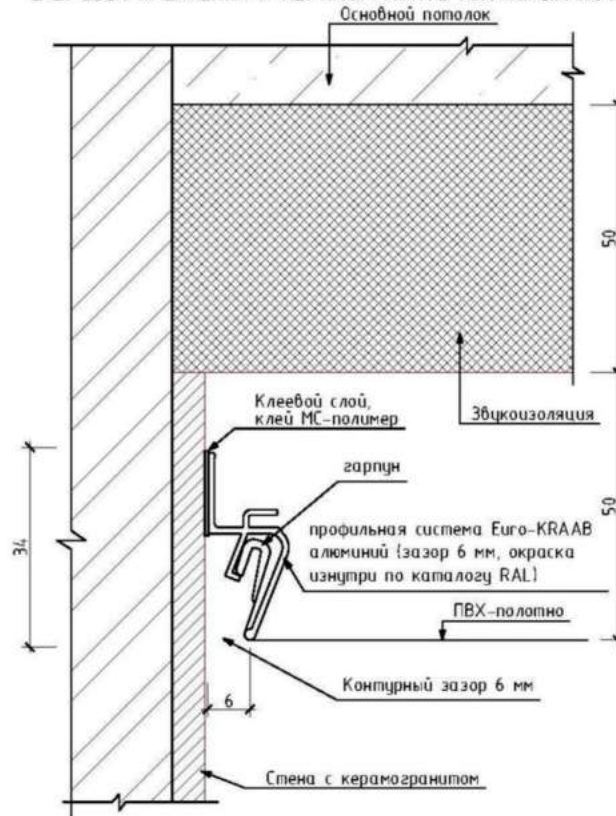 Основной потолок
50
Звукоизоляция
Клеевой слой,
клей МС-полимер
гарпун
34
50
профильная система Euro-KRAAB
алюминий (зазор 6 мм, окраска
изнутри по каталогу RAL)
ПВХ-полотно
Контурный зазор 6 мм
6
Стена с керамогранитом